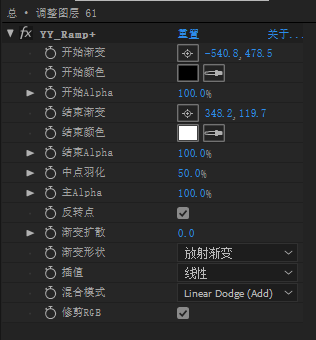 总 • 调整图层 61
fx YY_Ramp+ 重置 关于...
开始渐变 -540.8, 478.5
开始颜色
开始Alpha 100.0%
结束渐变 348.2, 119.7
结束颜色
结束Alpha 100.0%
中点羽化 50.0%
主Alpha 100.0%
反转点
渐变扩散 0.0
渐变形状 放射渐变
插值 线性
混合模式 Linear Dodge (Add)
修剪RGB